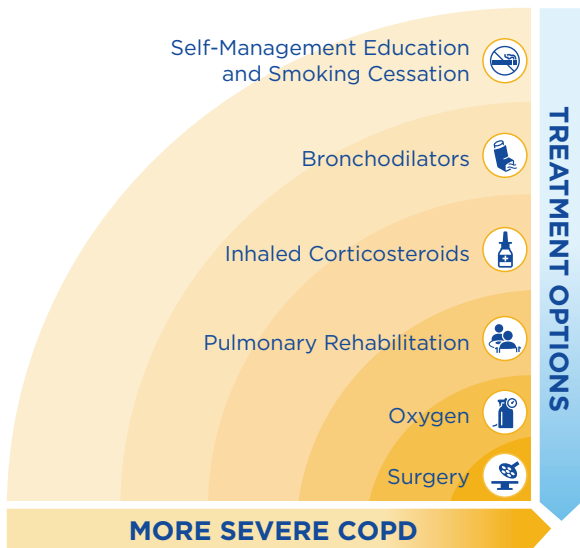 Self-Management Education
and Smoking Cessation
Bronchodilators
Inhaled Corticosteroids
Pulmonary Rehabilitation
Oxygen
Surgery
TREATMENT OPTIONS
MORE SEVERE COPD